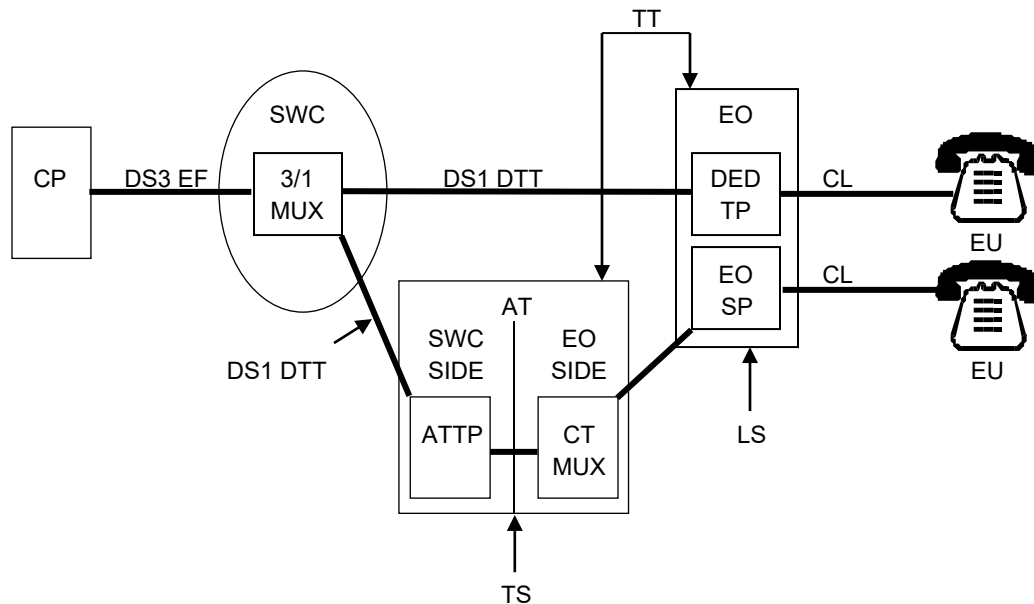 TT
SWC
EO
CP
DS3 EF
3/1
MUX
DS1 DTT
DED
TP
CL
EU
EO
SP
CL
EU
AT
SWC
SIDE
EO
SIDE
DS1 DTT
ATTP
CT
MUX
LS
TS